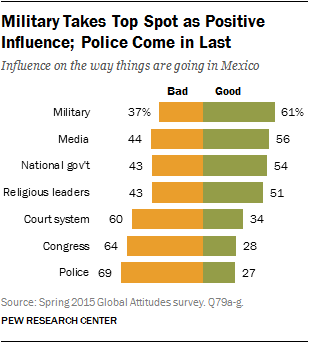 Military Takes Top Spot as Positive
Influence; Police Come in Last
Influence on the way things are going in Mexico
Bad Good
Military 37% 61%
Media 44 56
National gov't 43 54
Religious leaders 43 51
Court system 60 34
Congress 64 28
Police 69 27
Source: Spring 2015 Global Attitudes survey. Q79a-g.
PEW RESEARCH CENTER